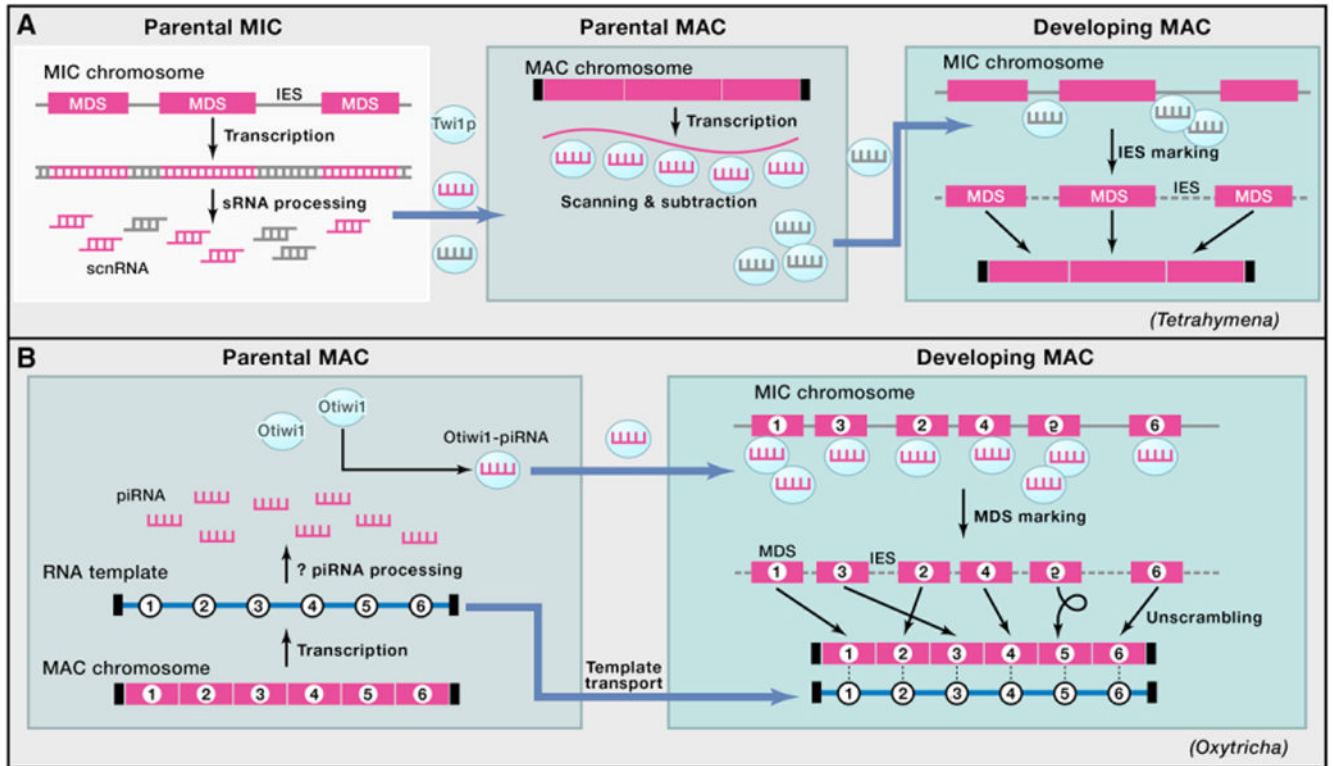 A
Parental MIC
Parental MAC
Developing MAC
MIC chromosome
MDS
MDS
IES
MDS
Transcription
sRNA processing
scnRNA
Twi1p
MAC chromosome
Transcription
Scanning & subtraction
MIC chromosome
IES marking
MDS
MDS
IES
MDS
(Tetrahymena)
B
Parental MAC
Developing MAC
Otiwi1
Otiwi1
Otiwi1-piRNA
piRNA
RNA template
? piRNA processing
1 2 3 4 5 6
Transcription
MAC chromosome
1 2 3 4 5 6
Template
transport
MIC chromosome
1 3 2 4 5 6
MDS marking
MDS
IES
1 3 2 4 5 6
Unscrambling
1 2 3 4 5 6
1 2 3 4 5 6
(Oxytricha)